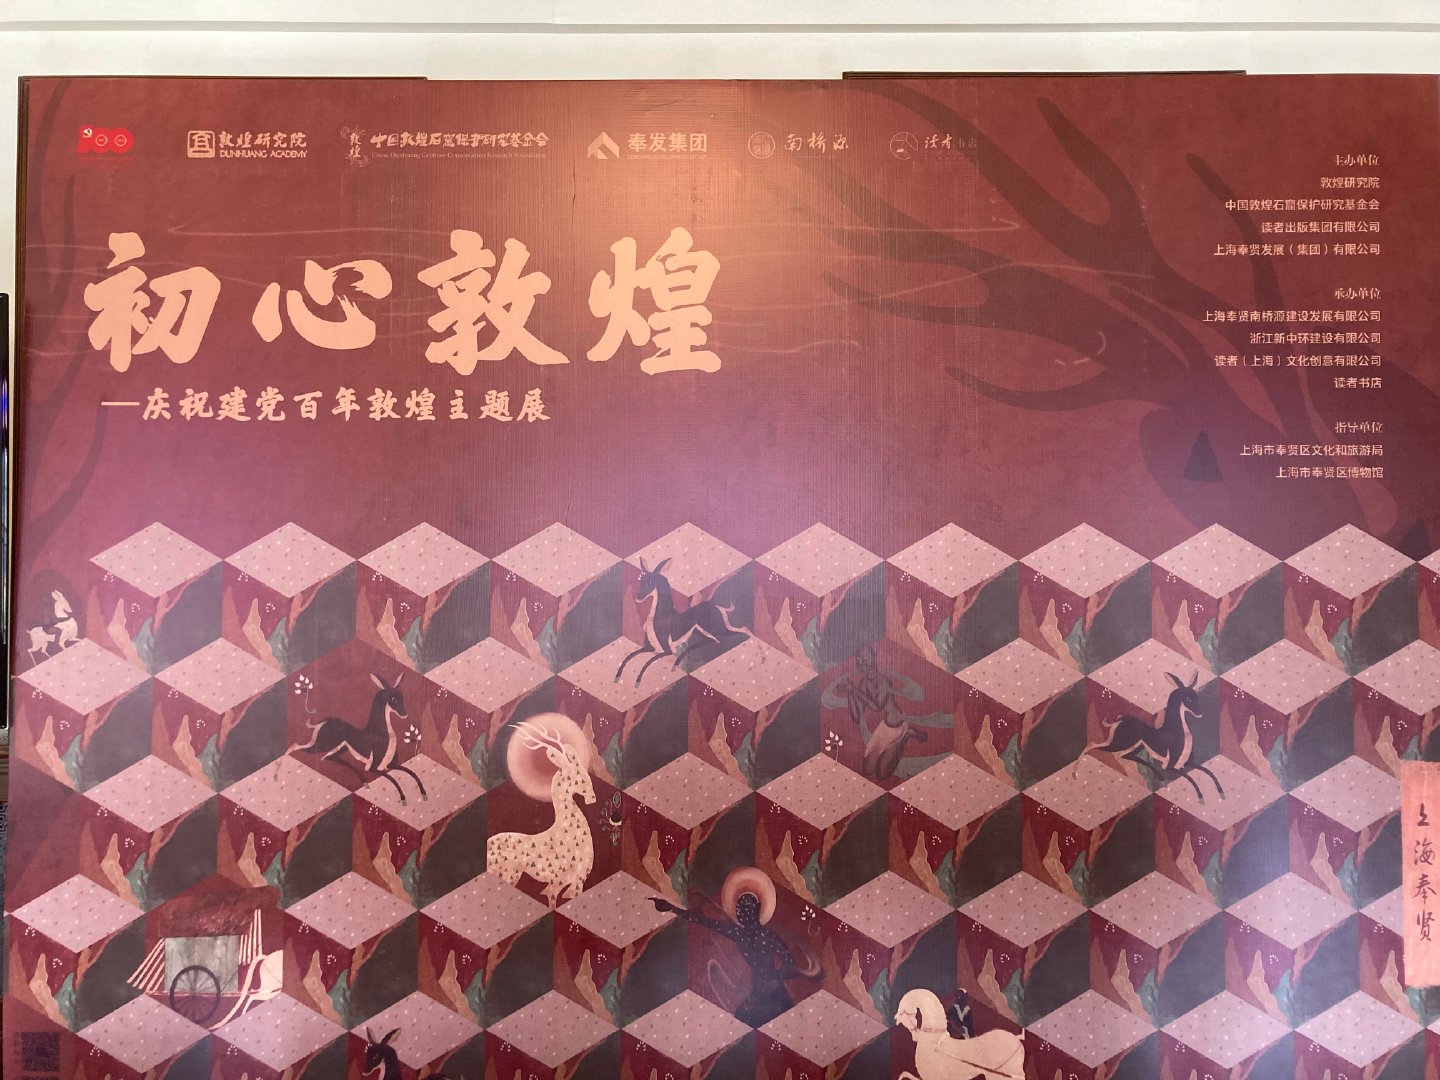 敦煌研究院
DUNHUANG ACADEMY
敦煌
中国敦煌石窟保护研究基金会
China Dunhuang Grottoes Conservation Research Foundation
奉发集团
南桥源
读者书店
初心敦煌
—庆祝建党百年敦煌主题展
主办单位
敦煌研究院
中国敦煌石窟保护研究基金会
读者出版集团有限公司
上海奉贤发展（集团）有限公司
承办单位
上海奉贤南桥源建设发展有限公司
浙江新中环建设有限公司
读者（上海）文化创意有限公司
读者书店
指导单位
上海市奉贤区文化和旅游局
上海市奉贤区博物馆
上海奉贤